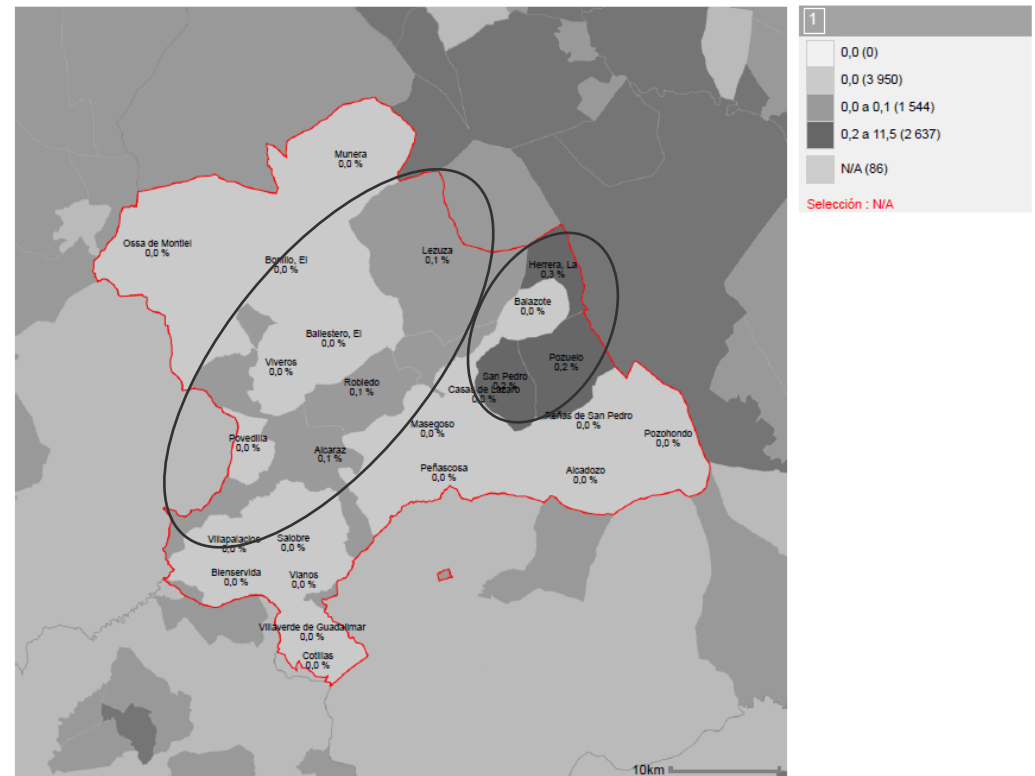 1
0,0 (0)
0,0 (3 950)
0,0 a 0,1 (1 544)
0,2 a 11,5 (2 637)
N/A (86)
Selección : N/A
Munera
0,0 %
Ossa de Montiel
0,0 %
Bonillo, El
0,0 %
Lezuza
0,1 %
Herrera, La
0,3 %
Balazote
0,0 %
Ballestero, El
0,0 %
Viveros
0,0 %
Robledo
0,1 %
Pozuelo
0,2 %
San Pedro
0,2 %
Casas de Lázaro
0,0 %
Masegoso
0,0 %
Peñas de San Pedro
0,0 %
Pozohondo
0,0 %
Povedilla
0,0 %
Alcaraz
0,1 %
Peñascosa
0,0 %
Alcadozo
0,0 %
Villapalacios
0,0 %
Salobre
0,0 %
Bienservida
0,0 %
Vianos
0,0 %
Villaverde de Guadalimar
0,0 %
Cotillas
0,0 %
10km